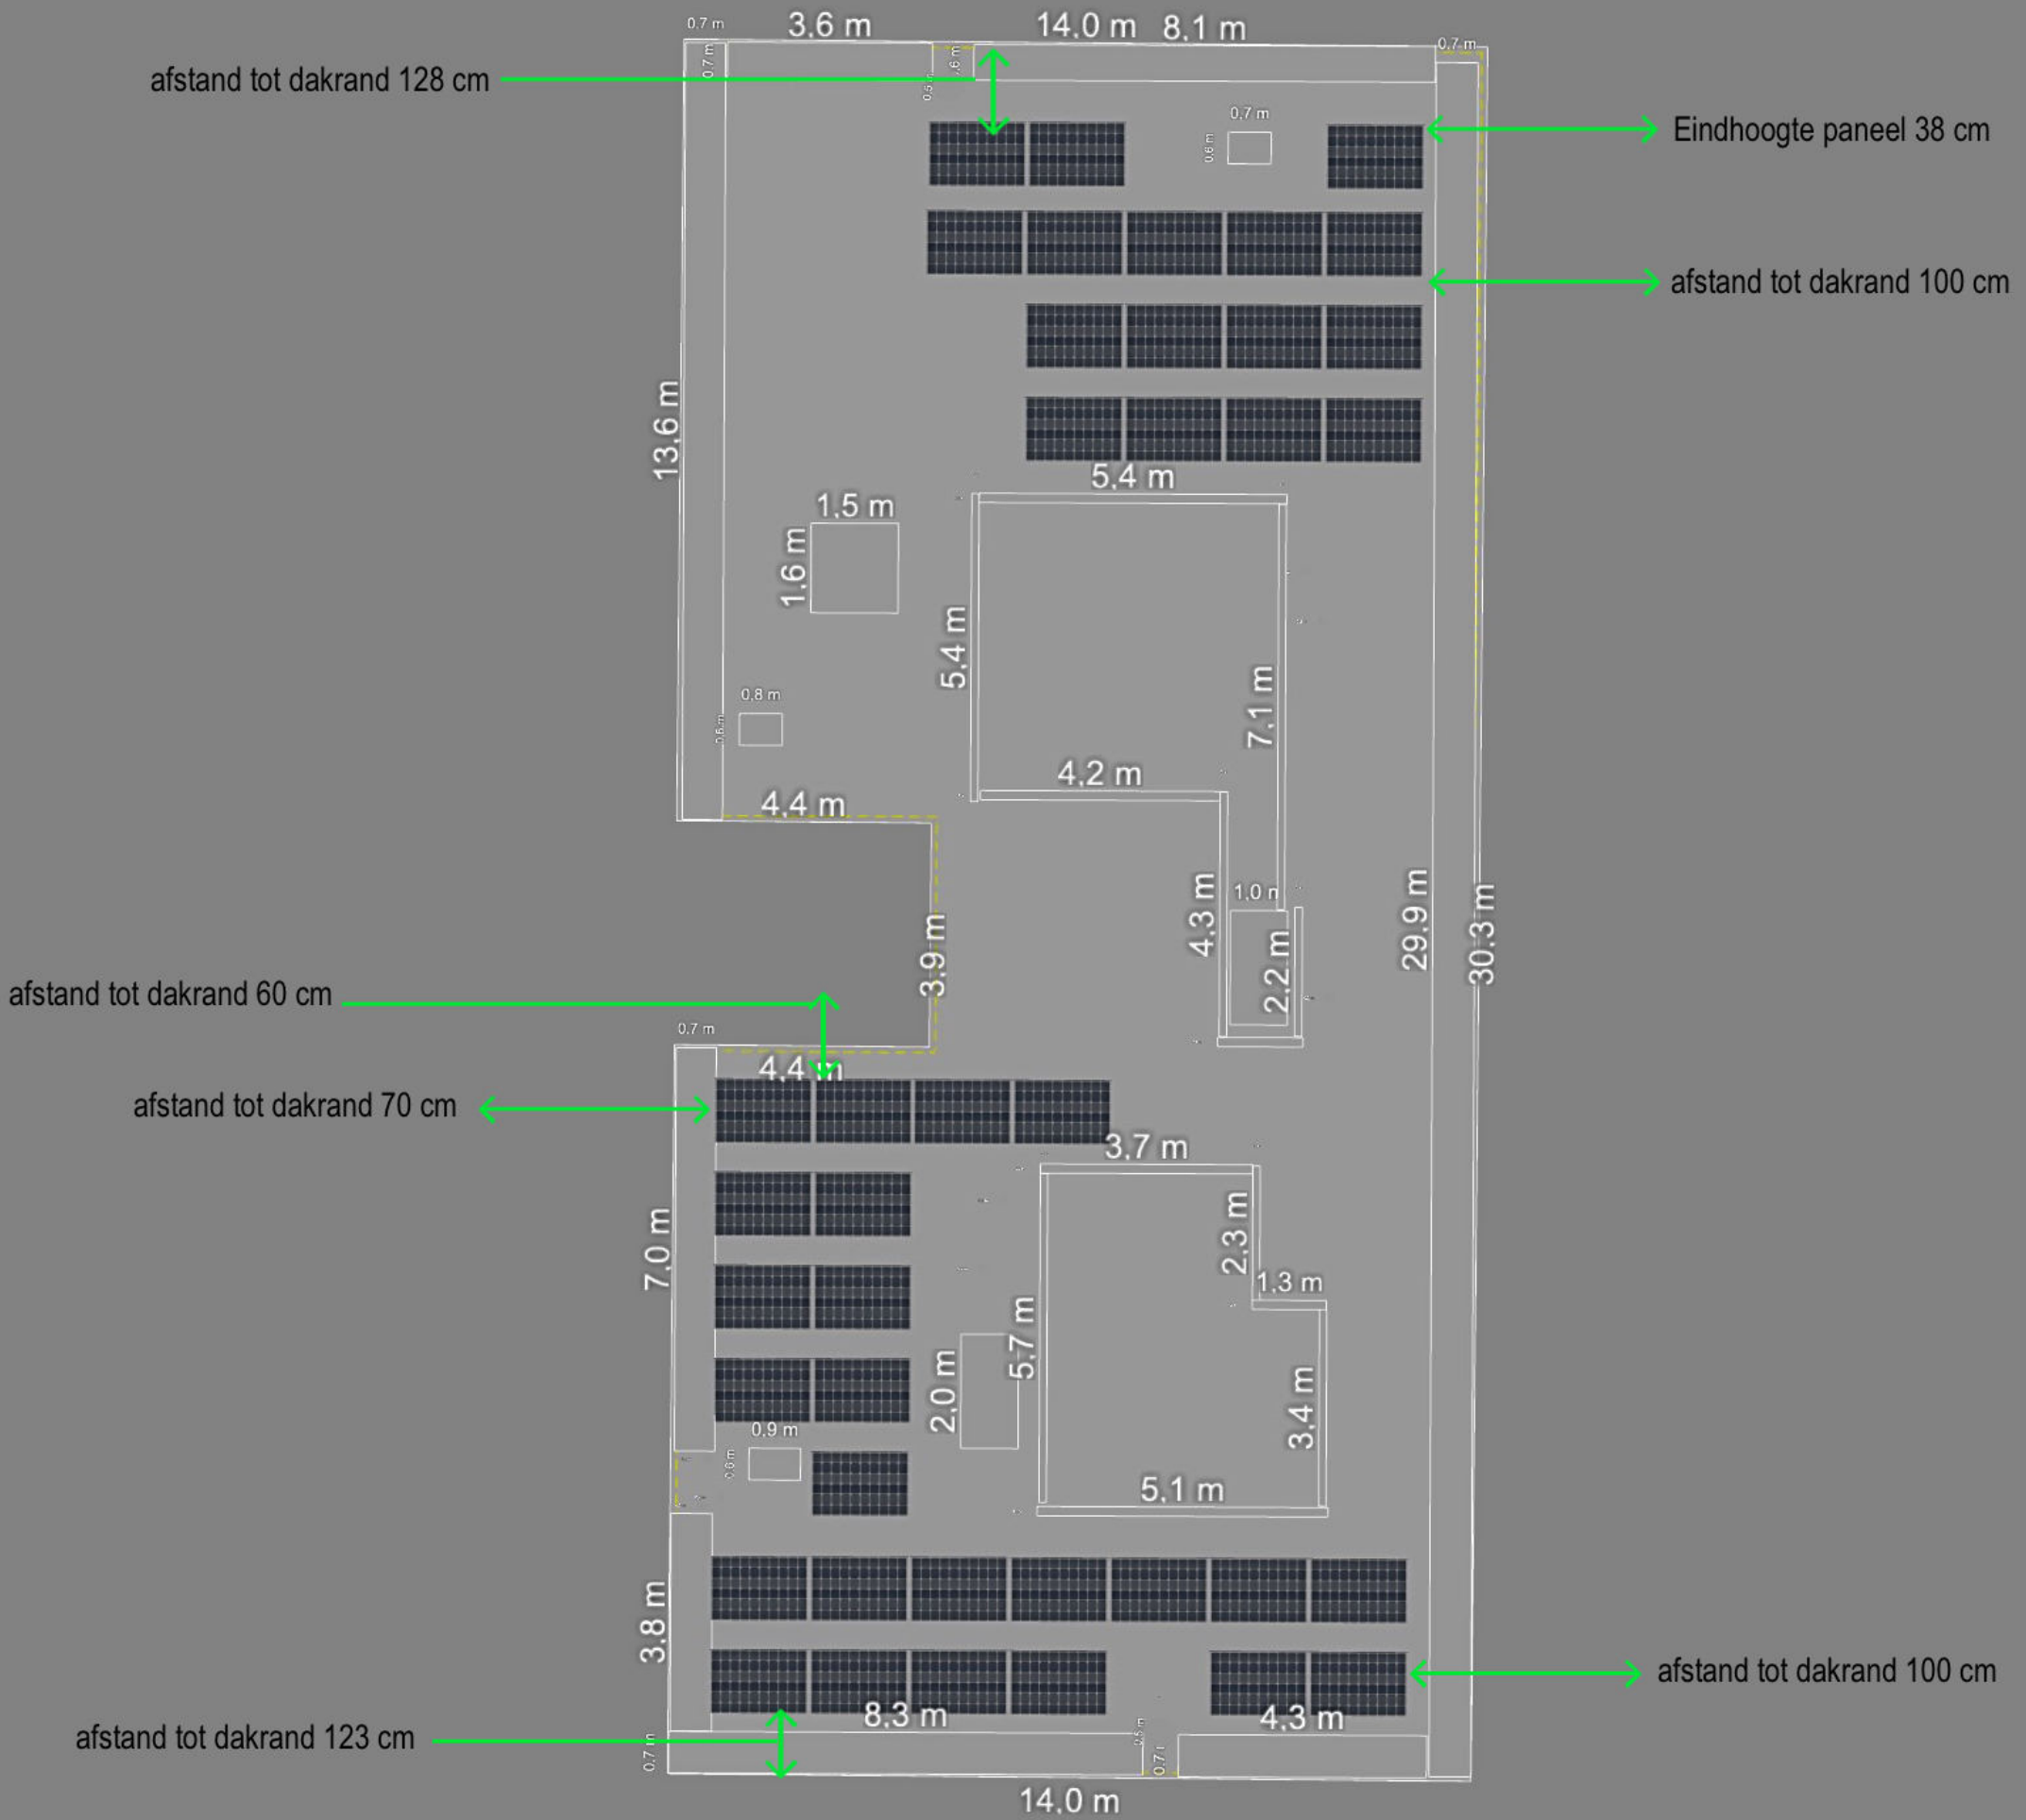 0.7 m
3,6 m
14,0 m
8,1 m
0.7 m
0.7 m
afstand tot dakrand 128 cm
0,7 m
0,6 m
Eindhoogte paneel 38 cm
afstand tot dakrand 100 cm
13,6 m
5,4 m
1,5 m
1,6 m
5,4 m
7,1 m
0,8 m
0,6 m
4,2 m
4,4 m
4,3 m
1,0
2,2 m
3,9 m
29,9 m
30,3 m
afstand tot dakrand 60 cm
0,7 m
4,4 m
afstand tot dakrand 70 cm
3,7 m
7,0 m
2,3 m
1,3 m
5,7 m
2,0 m
3,4 m
0,9 m
0,6 m
5,1 m
3,8 m
afstand tot dakrand 100 cm
8,3 m
4,3 m
afstand tot dakrand 123 cm
0,7 m
14,0 m